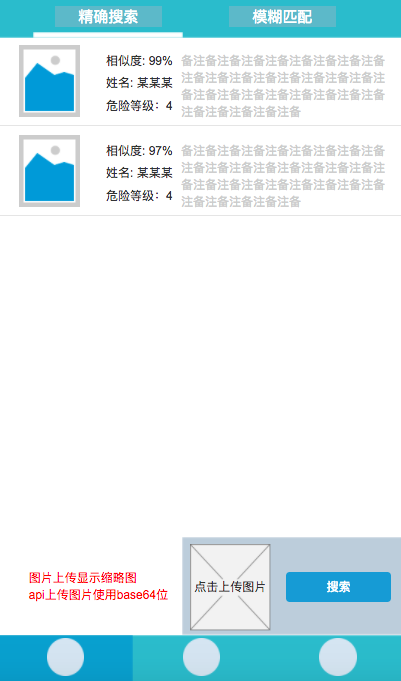 精确搜索 模糊匹配
相似度: 99%
姓名: 某某某
危险等级：4
备注备注备注备注备注备注备注备注备
注备注备注备注备注备注备注备注备注
备注备注备注备注备注备注备注备注备
注备注备注备注备注备
相似度: 97%
姓名: 某某某
危险等级：4
备注备注备注备注备注备注备注备注备
注备注备注备注备注备注备注备注备注
备注备注备注备注备注备注备注备注备
注备注备注备注备注备
图片上传显示缩略图
api上传图片使用base64位
点击上传图片
搜索